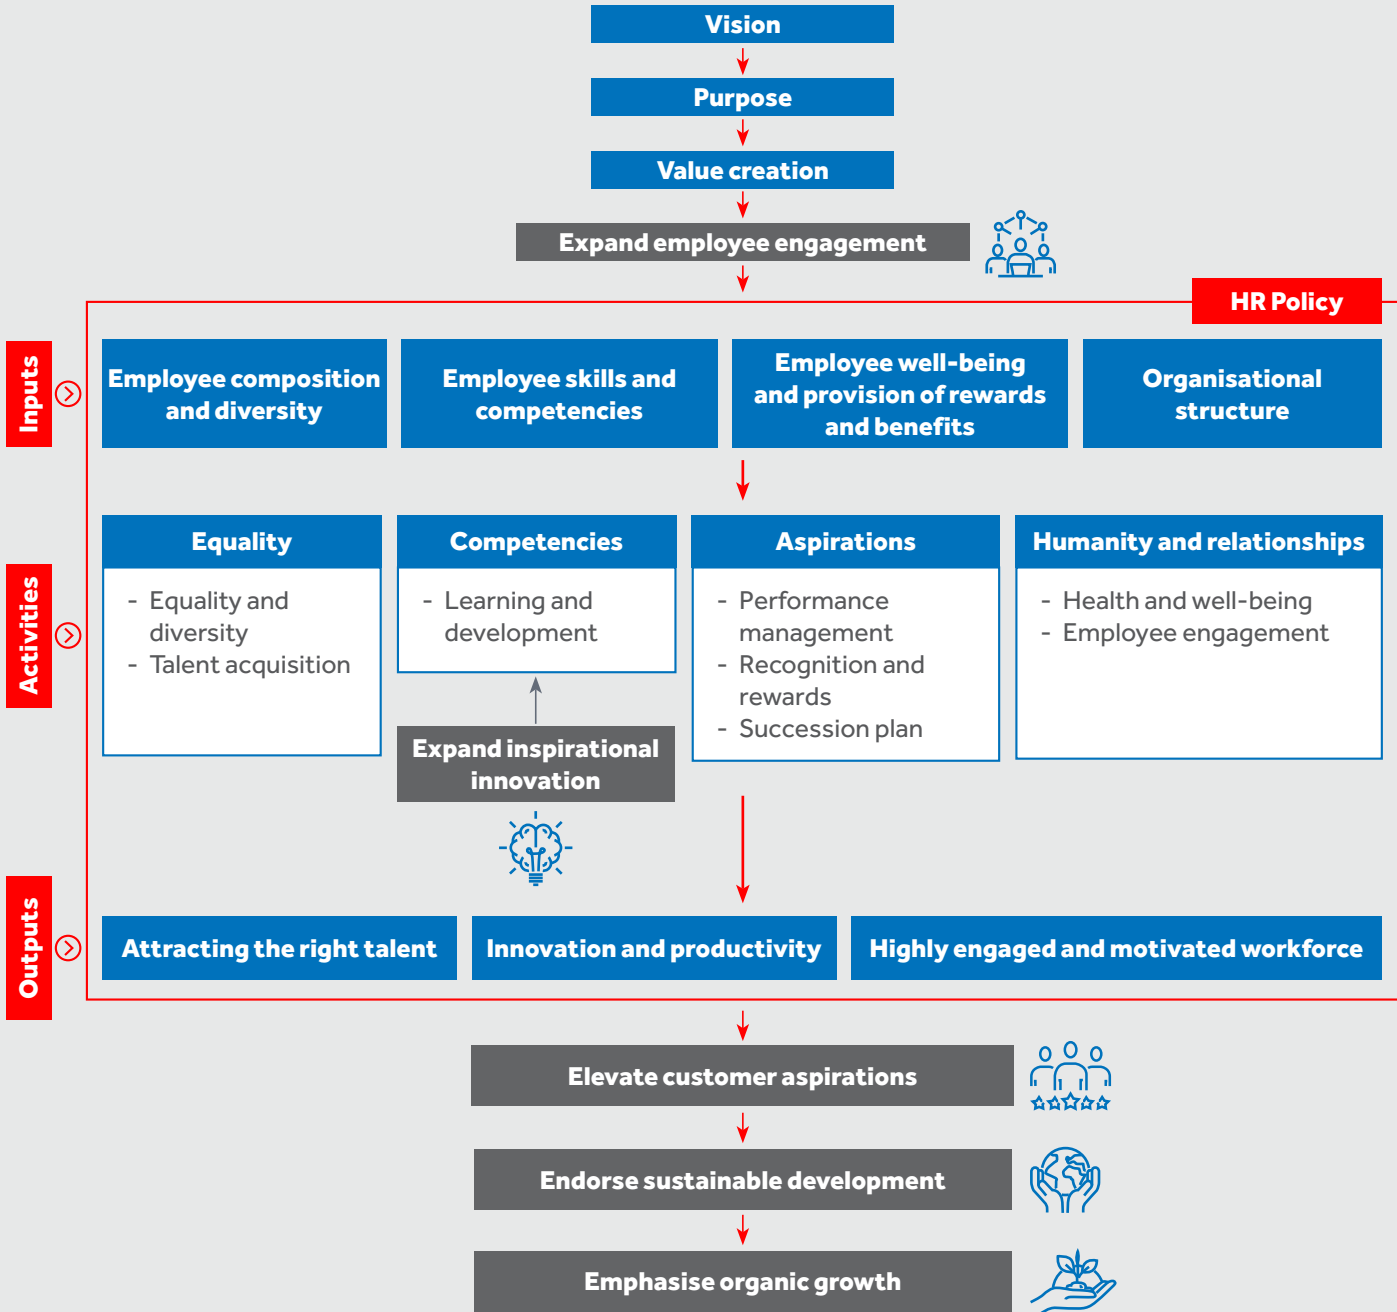 Vision
Purpose
Value creation
Expand employee engagement
HR Policy
Inputs
Employee composition
and diversity
Employee skills and
competencies
Employee well-being
and provision of rewards
and benefits
Organisational
structure
Activities
Equality
- Equality and
diversity
- Talent acquisition
Competencies
- Learning and
development
Expand inspirational
innovation
Aspirations
- Performance
management
- Recognition and
rewards
- Succession plan
Humanity and relationships
- Health and well-being
- Employee engagement
Outputs
Attracting the right talent
Innovation and productivity
Highly engaged and motivated workforce
Elevate customer aspirations
Endorse sustainable development
Emphasise organic growth